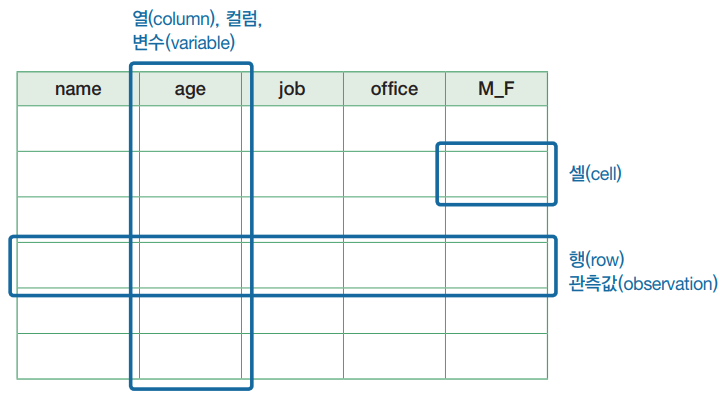 열(column), 컬럼,
변수(variable)
name age job office M_F
셀(cell)
행(row)
관측값(observation)